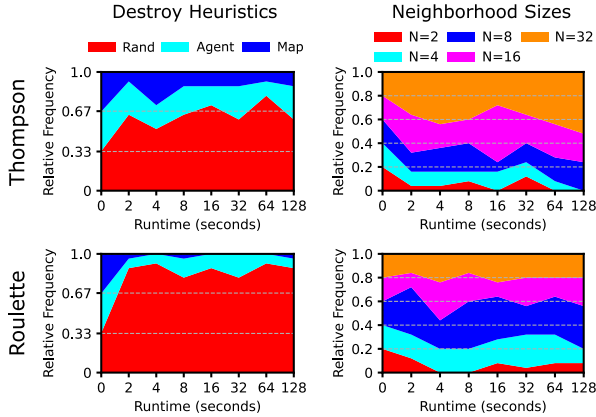 Destroy Heuristics
Neighborhood Sizes
Rand Agent Map
N=2 N=8 N=32
N=4 N=16
Thompson
Relative Frequency
1.0
0.67
0.33
0
0 2 4 8 16 32 64 128
Runtime (seconds)
Relative Frequency
1.0
0.8
0.6
0.4
0.2
0
0 2 4 8 16 32 64 128
Runtime (seconds)
Roulette
Relative Frequency
1.0
0.67
0.33
0
0 2 4 8 16 32 64 128
Runtime (seconds)
Relative Frequency
1.0
0.8
0.6
0.4
0.2
0
0 2 4 8 16 32 64 128
Runtime (seconds)